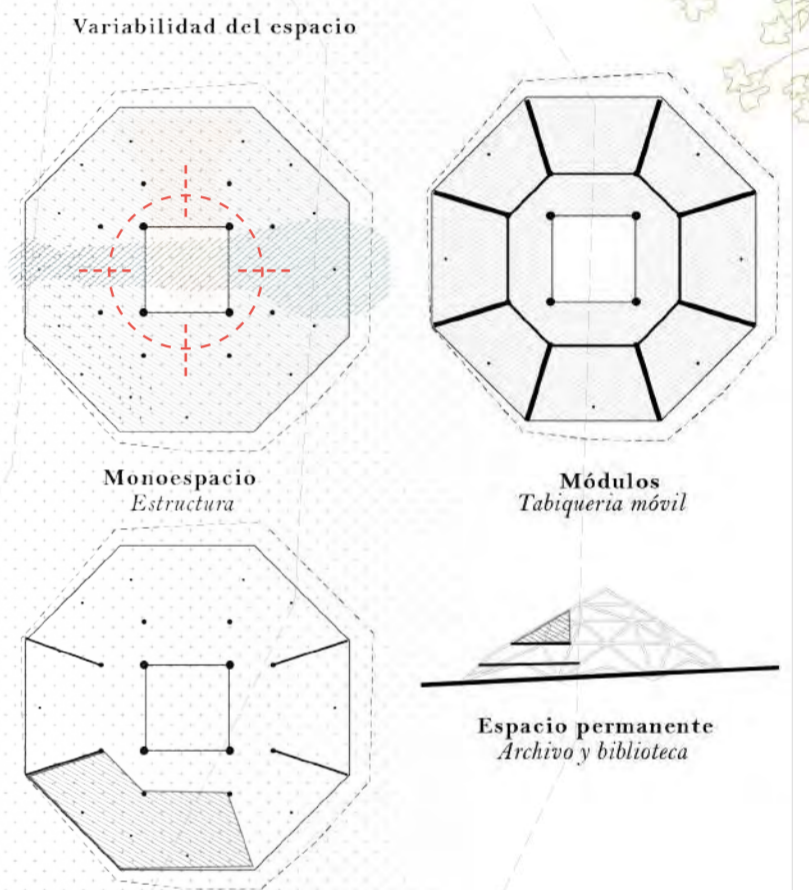 Variabilidad del espacio
Monoespacio
Estructura
Módulos
Tabiqueria móvil
Espacio permanente
Archivo y biblioteca